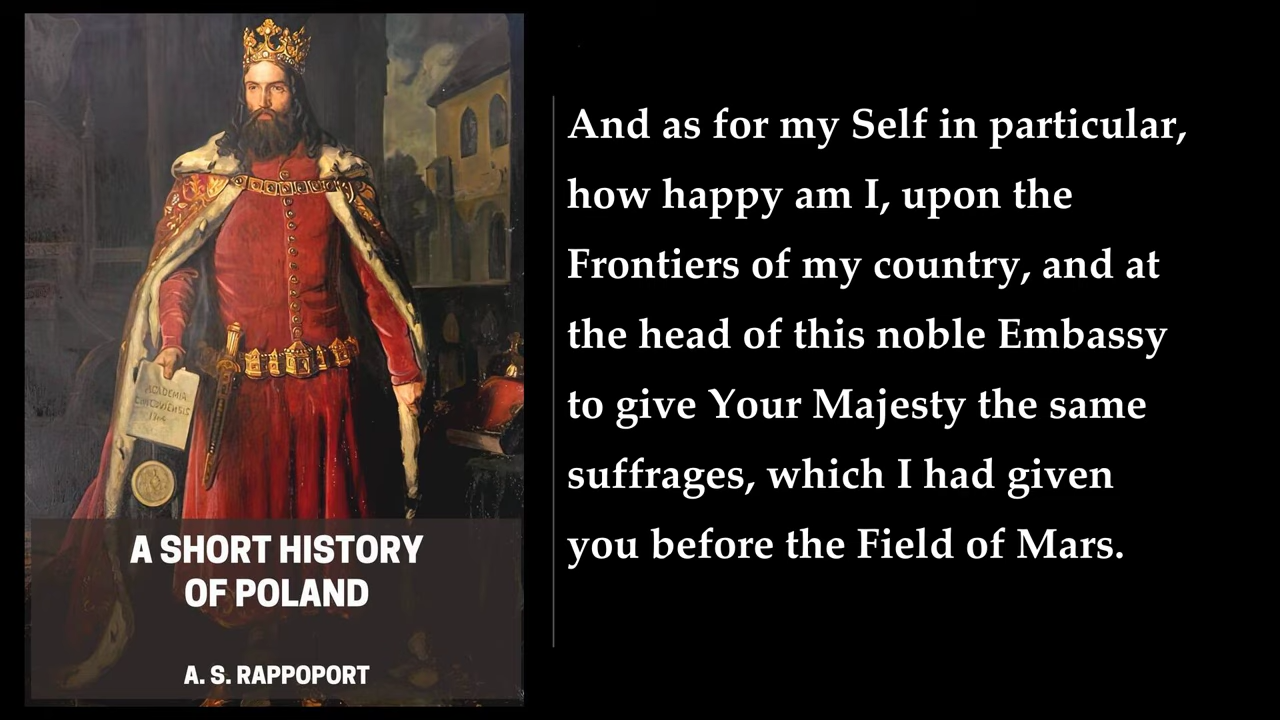 ACADEMIA
CRACOVIENSIS
A SHORT HISTORY
OF POLAND
A. S. RAPPOPORT
And as for my Self in particular,
how happy am I, upon the
Frontiers of my country, and at
the head of this noble Embassy
to give Your Majesty the same
suffrages, which I had given
you before the Field of Mars.